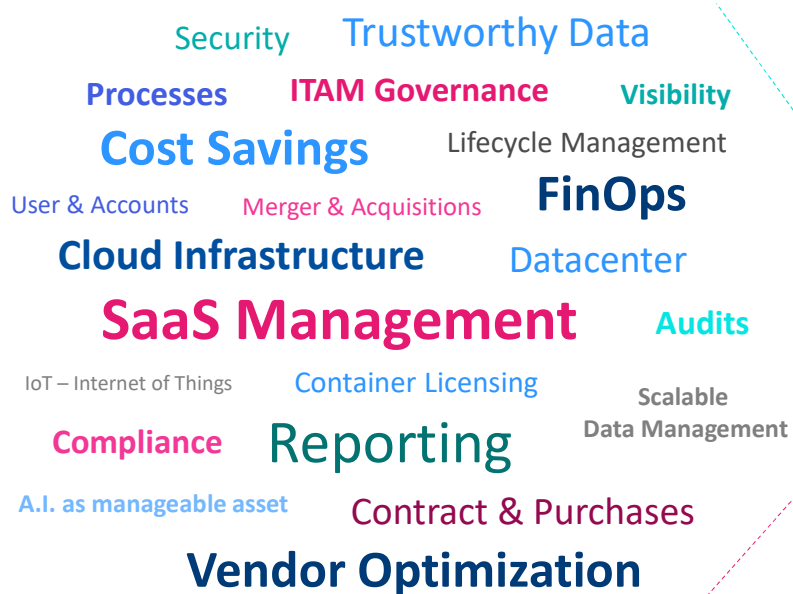 Security
Trustworthy Data
Processes
ITAM Governance
Visibility
Cost Savings
Lifecycle Management
User & Accounts
Merger & Acquisitions
FinOps
Cloud Infrastructure
Datacenter
SaaS Management
Audits
IoT – Internet of Things
Container Licensing
Scalable
Data Management
Compliance
Reporting
A.I. as manageable asset
Contract & Purchases
Vendor Optimization